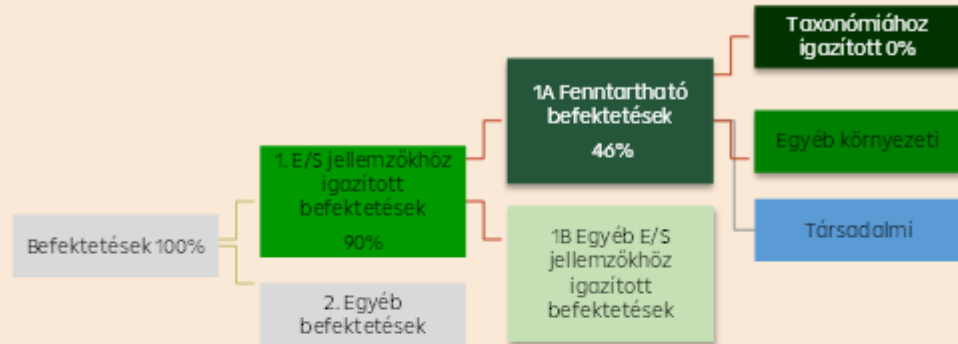 Befektetések 100%
1. E/S jellemzőkhöz
igazított
befektetések
90%
2. Egyéb
befektetések
1A Fenntartható
befektetések
46%
1B Egyéb E/S
jellemzőkhöz
igazított
befektetések
Taxonómiához
igazított 0%
Egyéb környezeti
Társadalmi